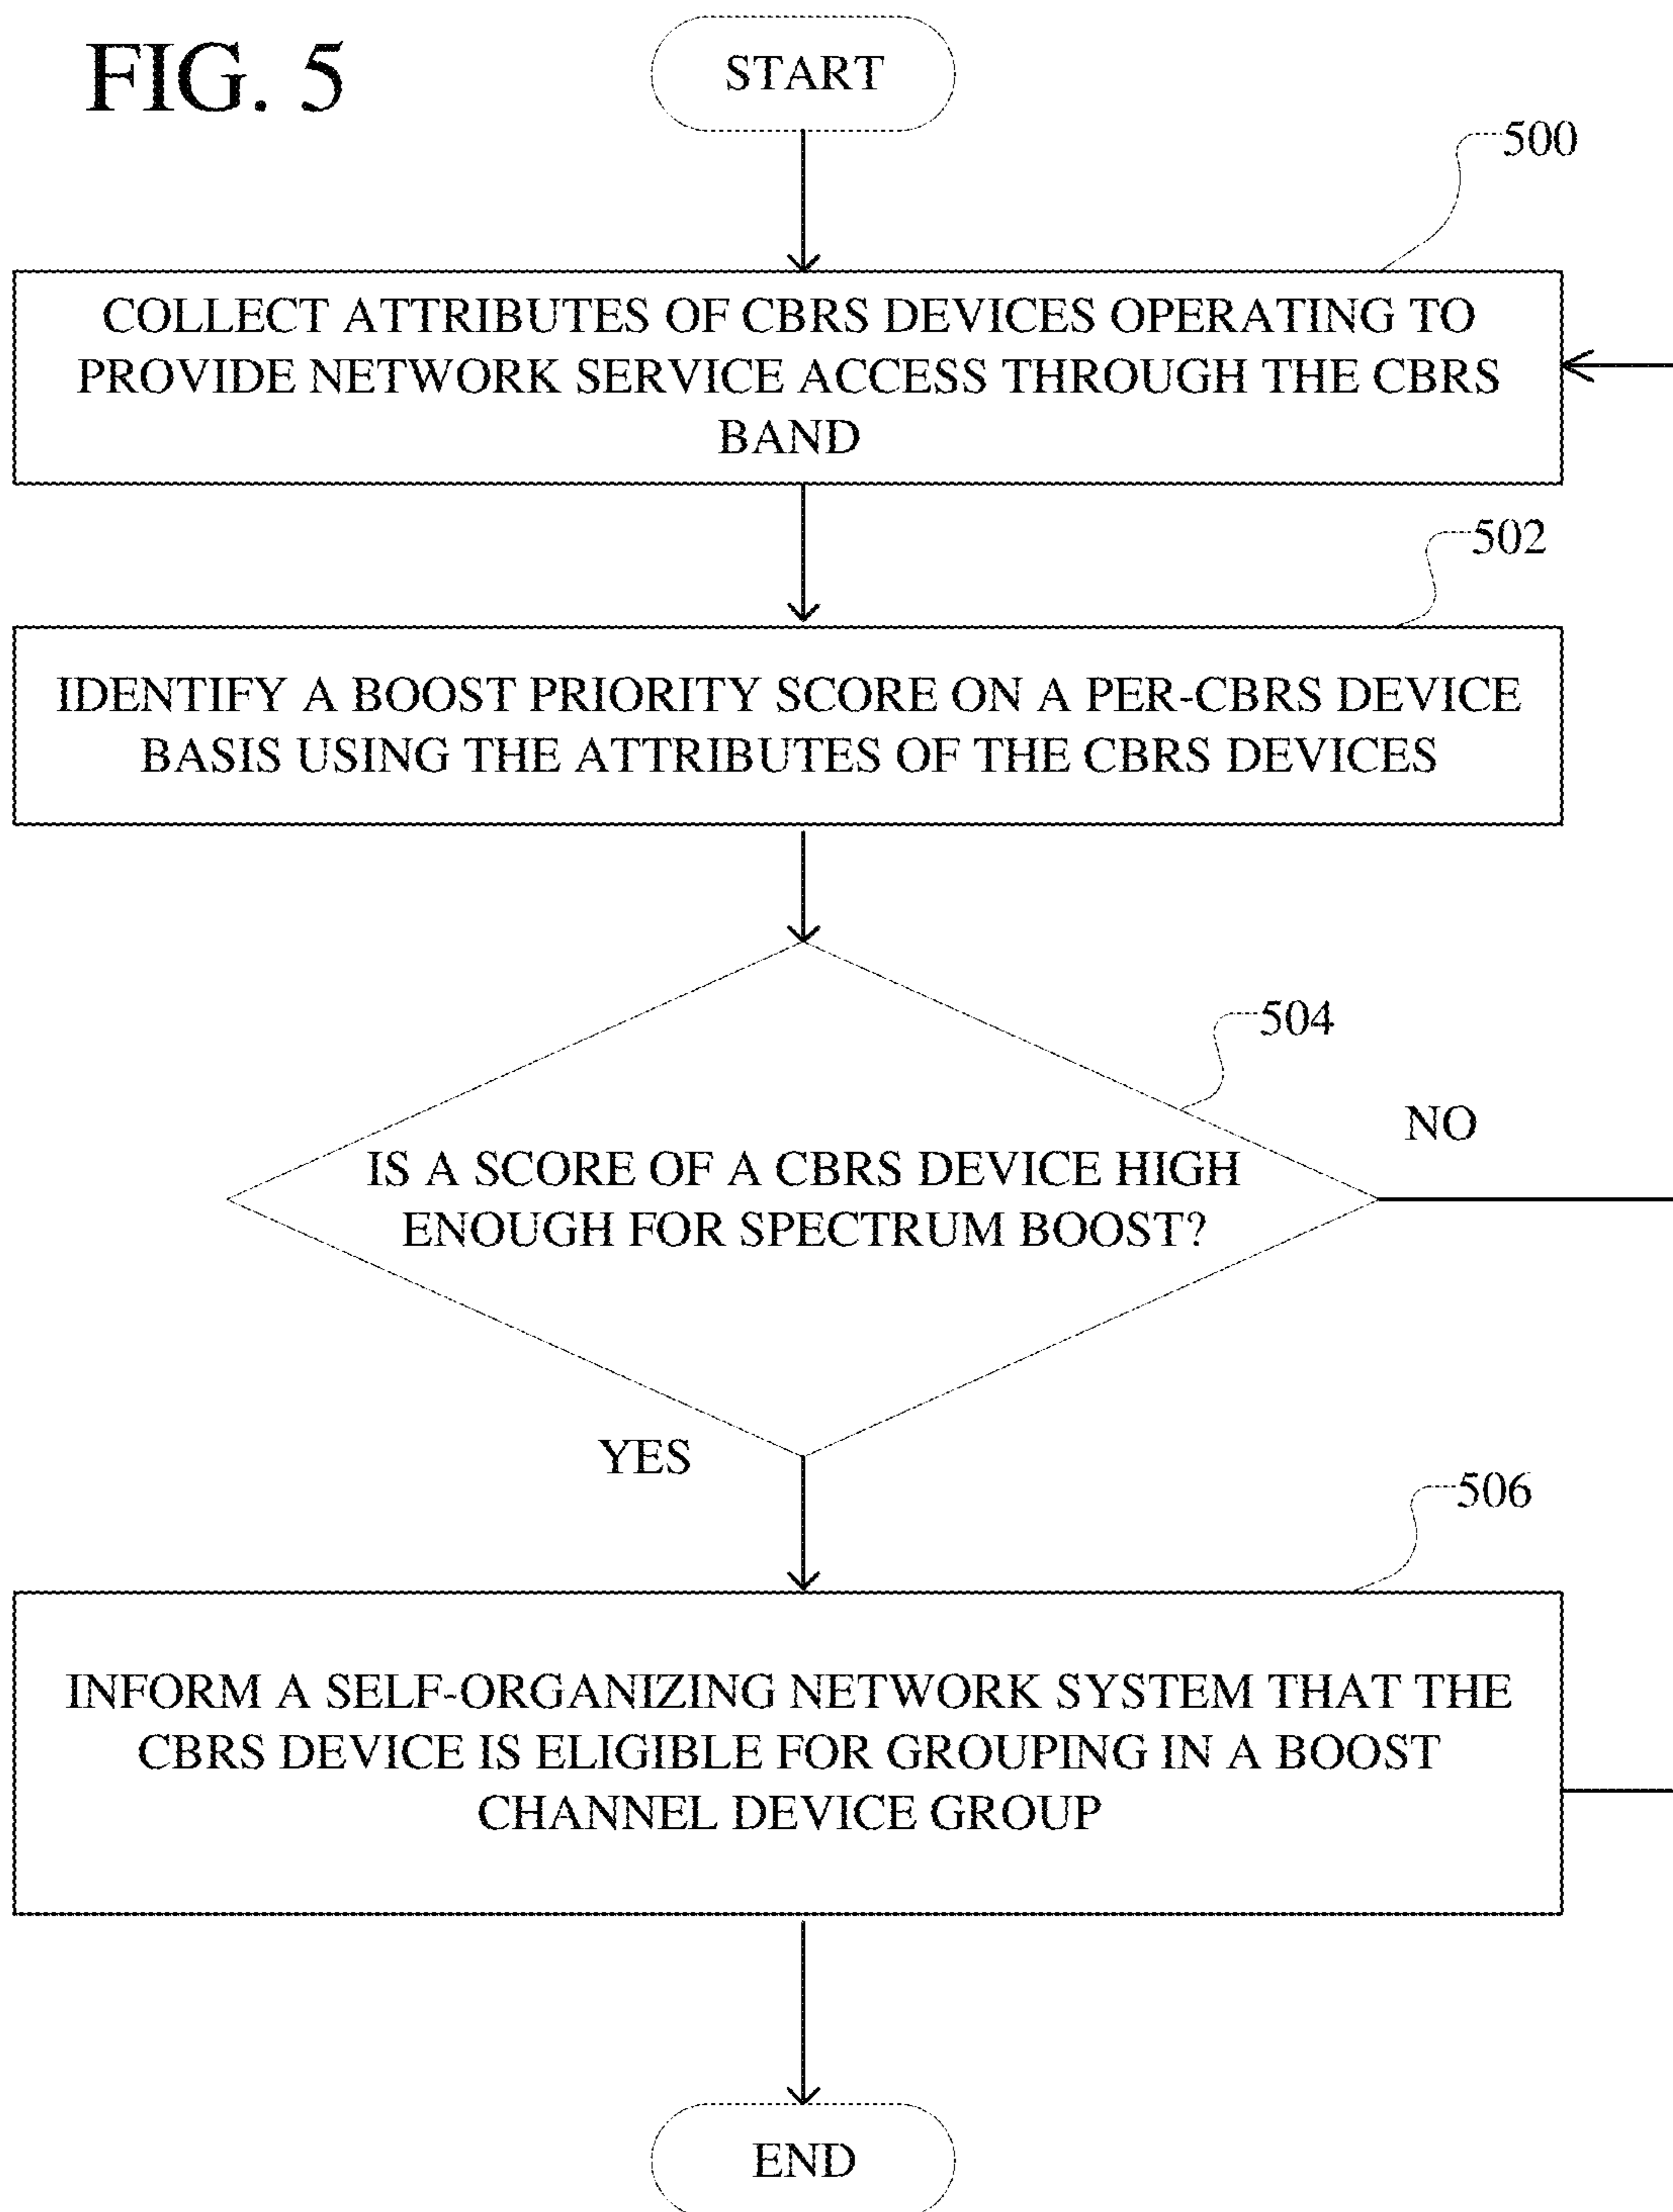 FIG. 5
START
500
COLLECT ATTRIBUTES OF CBRS DEVICES OPERATING TO
PROVIDE NETWORK SERVICE ACCESS THROUGH THE CBRS
BAND
502
IDENTIFY A BOOST PRIORITY SCORE ON A PER-CBRS DEVICE
BASIS USING THE ATTRIBUTES OF THE CBRS DEVICES
504
NO
IS A SCORE OF A CBRS DEVICE HIGH
ENOUGH FOR SPECTRUM BOOST?
YES
506
INFORM A SELF-ORGANIZING NETWORK SYSTEM THAT THE
CBRS DEVICE IS ELIGIBLE FOR GROUPING IN A BOOST
CHANNEL DEVICE GROUP
END